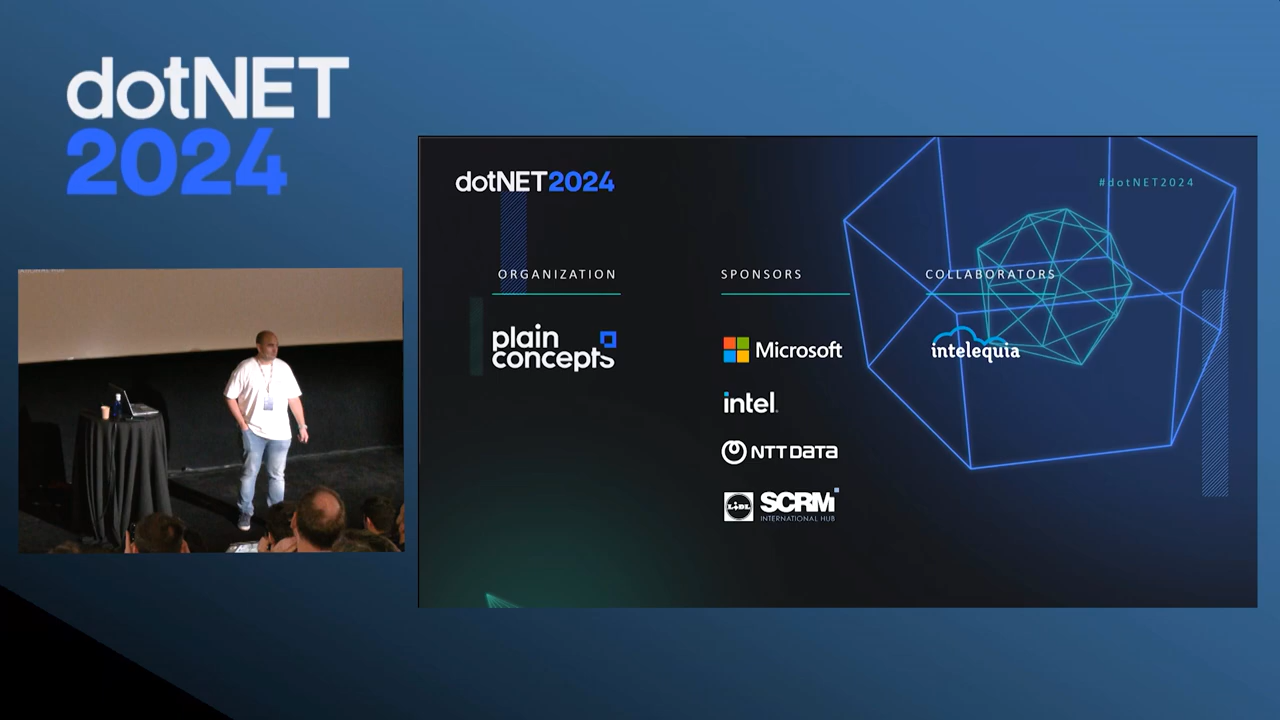 dotNET
2024
dotNET2024
#dotNET2024
ORGANIZATION
SPONSORS
COLLABORATORS
plain
concepts
Microsoft
intel.
NTT DATA
LIDL
SCRM
INTERNATIONAL HUB
intelequia